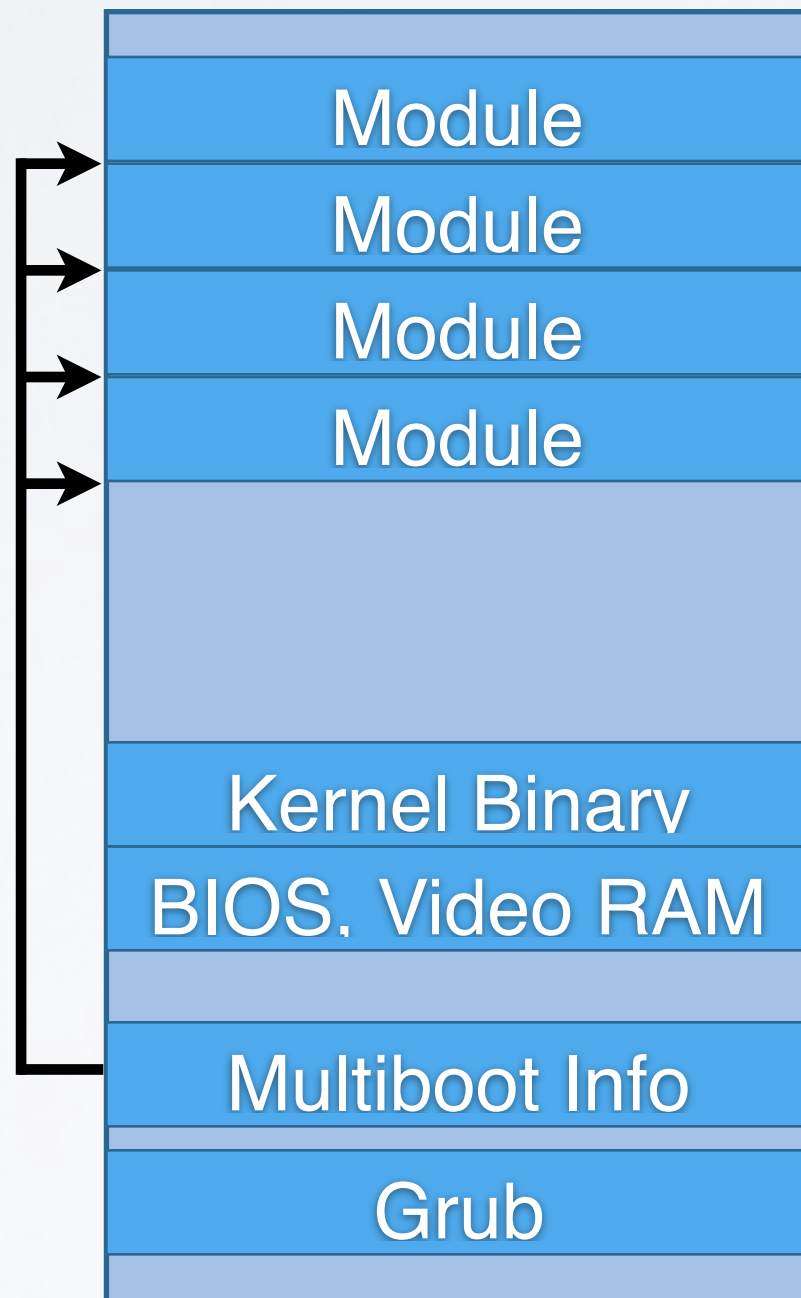 Module
Module
Module
Module
Kernel Binary
BIOS, Video RAM
Multiboot Info
Grub